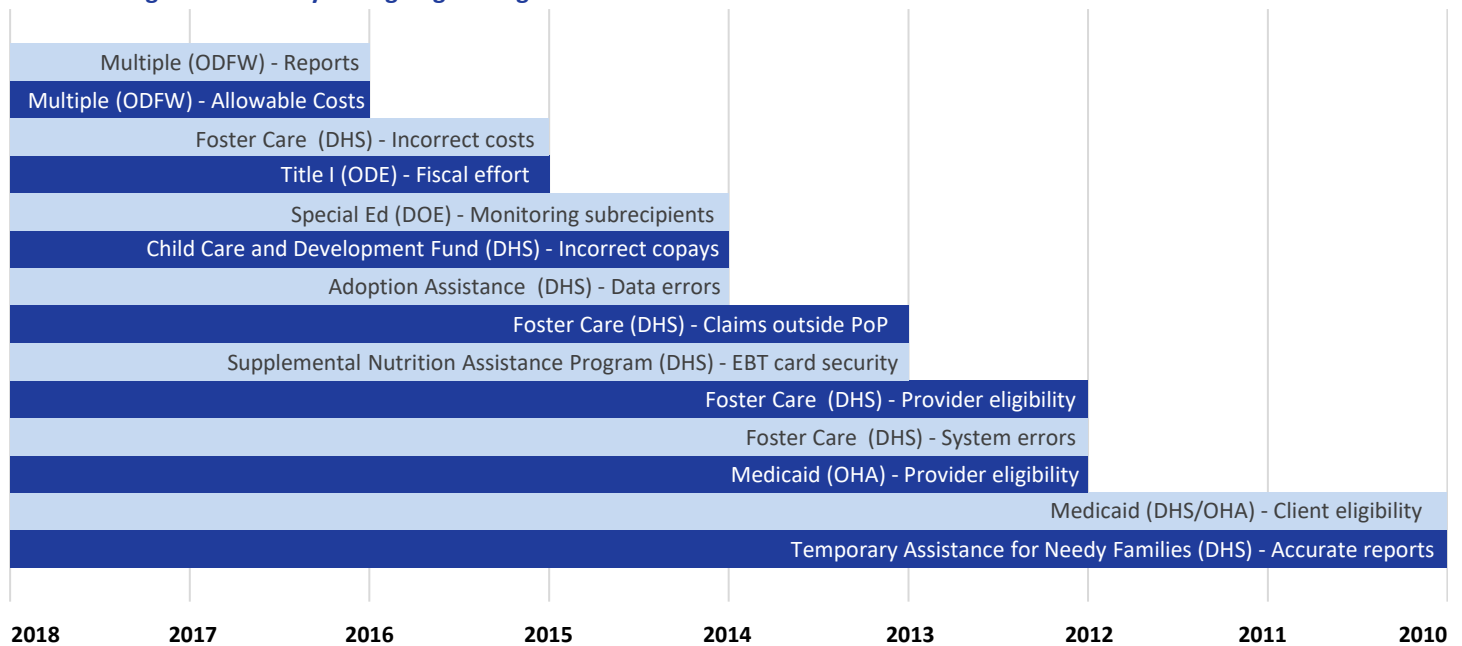 Multiple (ODFW) - Reports
Multiple (ODFW) - Allowable Costs
Foster Care (DHS) - Incorrect costs
Title I (ODE) - Fiscal effort
Special Ed (DOE) - Monitoring subrecipients
Child Care and Development Fund (DHS) - Incorrect copays
Adoption Assistance (DHS) - Data errors
Foster Care (DHS) - Claims outside PoP
Supplemental Nutrition Assistance Program (DHS) - EBT card security
Foster Care (DHS) - Provider eligibility
Foster Care (DHS) - System errors
Medicaid (OHA) - Provider eligibility
Medicaid (DHS/OHA) - Client eligibility
Temporary Assistance for Needy Families (DHS) - Accurate reports
2018 2017 2016 2015 2014 2013 2012 2011 2010